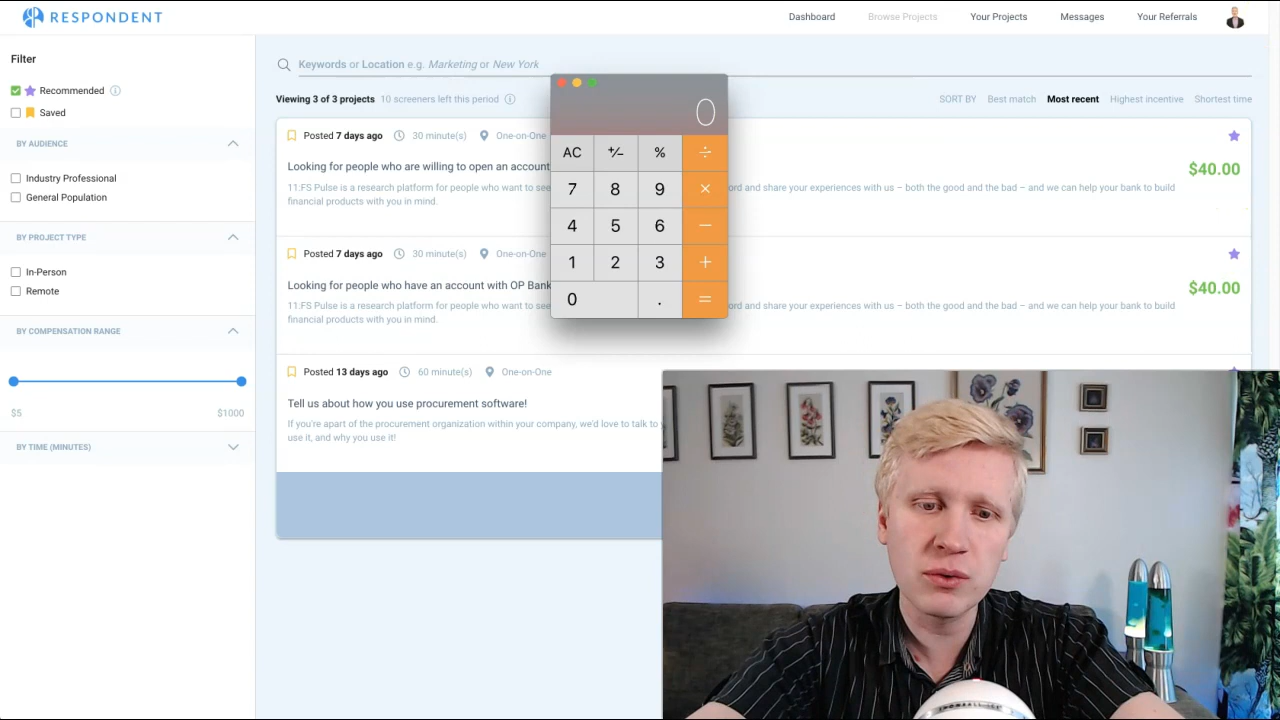 RESPONDENT
Dashboard
Browse Projects
Your Projects
Messages
Your Referrals
Filter
Recommended
Saved
BY AUDIENCE
Industry Professional
General Population
BY PROJECT TYPE
In-Person
Remote
BY COMPENSATION RANGE
$5
$1000
BY TIME (MINUTES)
Keywords or Location e.g. Marketing or New York
Viewing 3 of 3 projects 10 screeners left this period
SORT BY Best match Most recent Highest incentive Shortest time
Posted 7 days ago 30 minute(s) One-on-One
Looking for people who are willing to open an account
$40.00
11:FS Pulse is a research platform for people who want to see
ord and share your experiences with us – both the good and the bad – and we can help your bank to build
financial products with you in mind.
Posted 7 days ago 30 minute(s) One-on-One
Looking for people who have an account with OP Bank
$40.00
11:FS Pulse is a research platform for people who want to see
ord and share your experiences with us – both the good and the bad – and we can help your bank to build
financial products with you in mind.
Posted 13 days ago 60 minute(s) One-on-One
Tell us about how you use procurement software!
If you're apart of the procurement organization within your company, we'd love to talk to
use it, and why you use it!
0
AC +/− % ÷
7 8 9 ×
4 5 6 −
1 2 3 +
0 . =